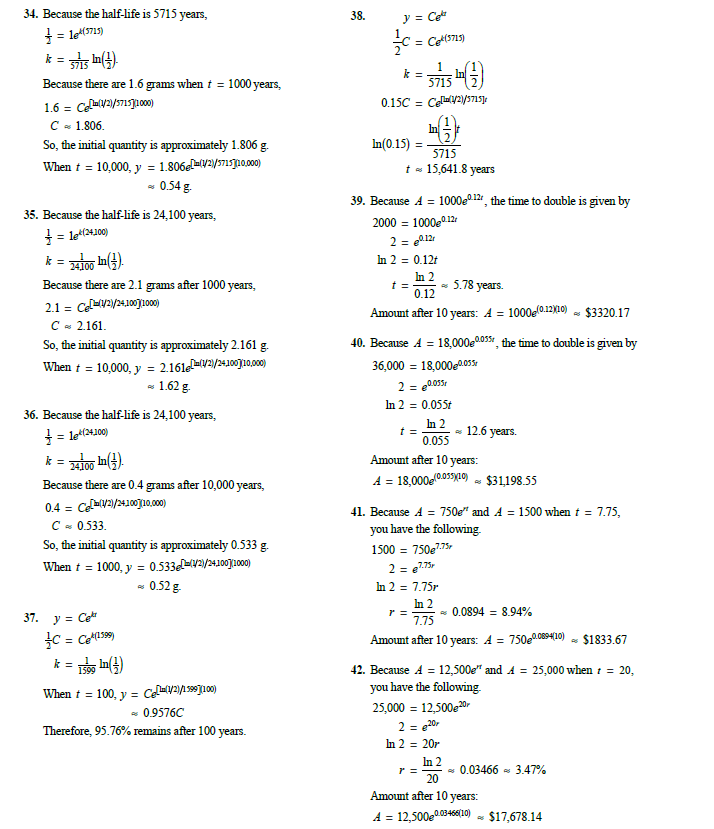 34. Because the half-life is 5715 years,
1/2 = 1e^{k(5715)}
k = 1/5715 ln(1/2).
Because there are 1.6 grams when t = 1000 years,
1.6 = Ce^{[ln(1/2)/5715](1000)}
C ≈ 1.806.
So, the initial quantity is approximately 1.806 g.
When t = 10,000, y = 1.806e^{[ln(1/2)/5715](10,000)}
≈ 0.54 g.
35. Because the half-life is 24,100 years,
1/2 = 1e^{k(24,100)}
k = 1/24,100 ln(1/2).
Because there are 2.1 grams after 1000 years,
2.1 = Ce^{[ln(1/2)/24,100](1000)}
C ≈ 2.161.
So, the initial quantity is approximately 2.161 g.
When t = 10,000, y = 2.161e^{[ln(1/2)/24,100](10,000)}
≈ 1.62 g.
36. Because the half-life is 24,100 years,
1/2 = 1e^{k(24,100)}
k = 1/24,100 ln(1/2).
Because there are 0.4 grams after 10,000 years,
0.4 = Ce^{[ln(1/2)/24,100](10,000)}
C ≈ 0.533.
So, the initial quantity is approximately 0.533 g.
When t = 1000, y = 0.533e^{[ln(1/2)/24,100](1000)}
≈ 0.52 g.
37. y = Ce^{kt}
1/2 C = Ce^{k(1599)}
k = 1/1599 ln(1/2)
When t = 100, y = Ce^{[ln(1/2)/1599](100)}
≈ 0.9576C
Therefore, 95.76% remains after 100 years.
38. y = Ce^{kt}
1/2 C = Ce^{k(5715)}
k = 1/5715 ln(1/2)
0.15C = Ce^{[ln(1/2)/5715]t}
ln(0.15) = ln(1/2)t/5715
t ≈ 15,641.8 years
39. Because A = 1000e^{0.12t}, the time to double is given by
2000 = 1000e^{0.12t}
2 = e^{0.12t}
ln 2 = 0.12t
t = ln 2/0.12 ≈ 5.78 years.
Amount after 10 years: A = 1000e^{(0.12)(10)} ≈ $3320.17
40. Because A = 18,000e^{0.055t}, the time to double is given by
36,000 = 18,000e^{0.055t}
2 = e^{0.055t}
ln 2 = 0.055t
t = ln 2/0.055 ≈ 12.6 years.
Amount after 10 years:
A = 18,000e^{(0.055)(10)} ≈ $31,198.55
41. Because A = 750e^{rt} and A = 1500 when t = 7.75,
you have the following.
1500 = 750e^{7.75r}
2 = e^{7.75r}
ln 2 = 7.75r
r = ln 2/7.75 ≈ 0.0894 = 8.94%
Amount after 10 years: A = 750e^{0.0894(10)} ≈ $1833.67
42. Because A = 12,500e^{rt} and A = 25,000 when t = 20,
you have the following.
25,000 = 12,500e^{20r}
2 = e^{20r}
ln 2 = 20r
r = ln 2/20 ≈ 0.03466 ≈ 3.47%
Amount after 10 years:
A = 12,500e^{0.03466(10)} ≈ $17,678.14